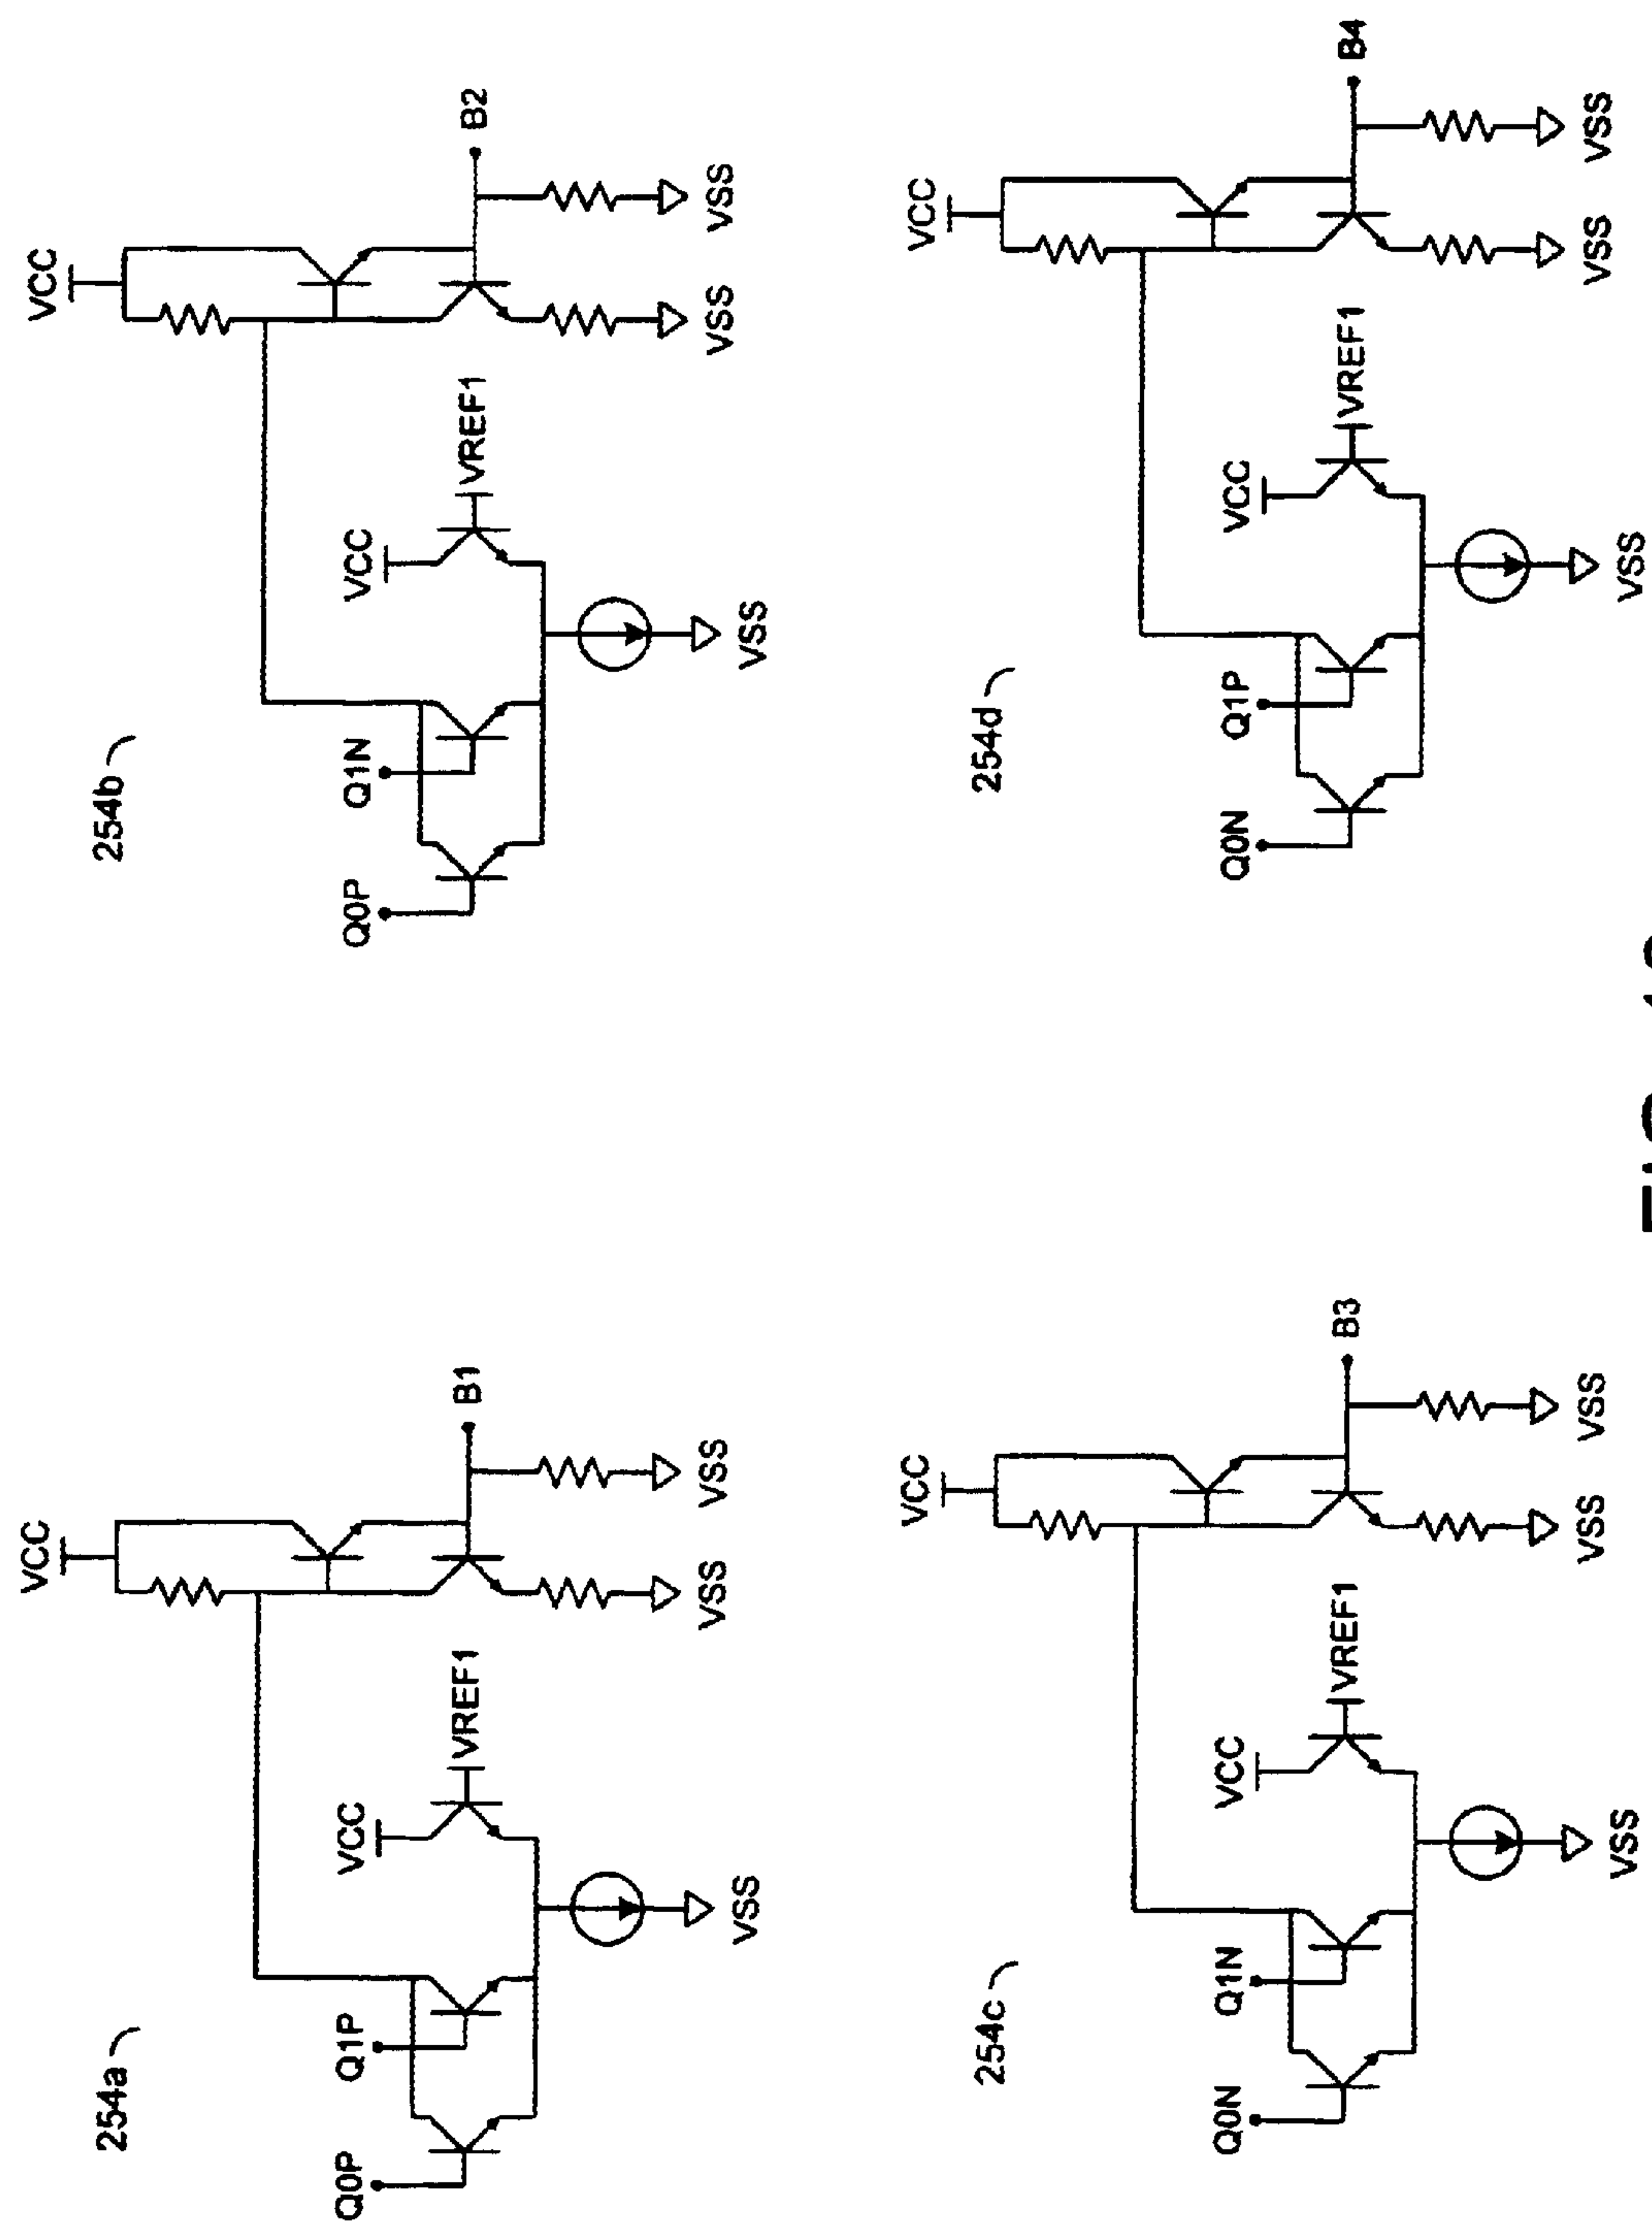 254a
VCC
Q0P
Q1P
VCC
VREF1
B1
VSS
VSS
VSS
254b
VCC
Q0P
Q1N
VCC
VREF1
B2
VSS
VSS
VSS
254c
VCC
Q0N
Q1N
VCC
VREF1
B3
VSS
VSS
VSS
254d
VCC
Q0N
Q1P
VCC
VREF1
B4
VSS
VSS
VSS